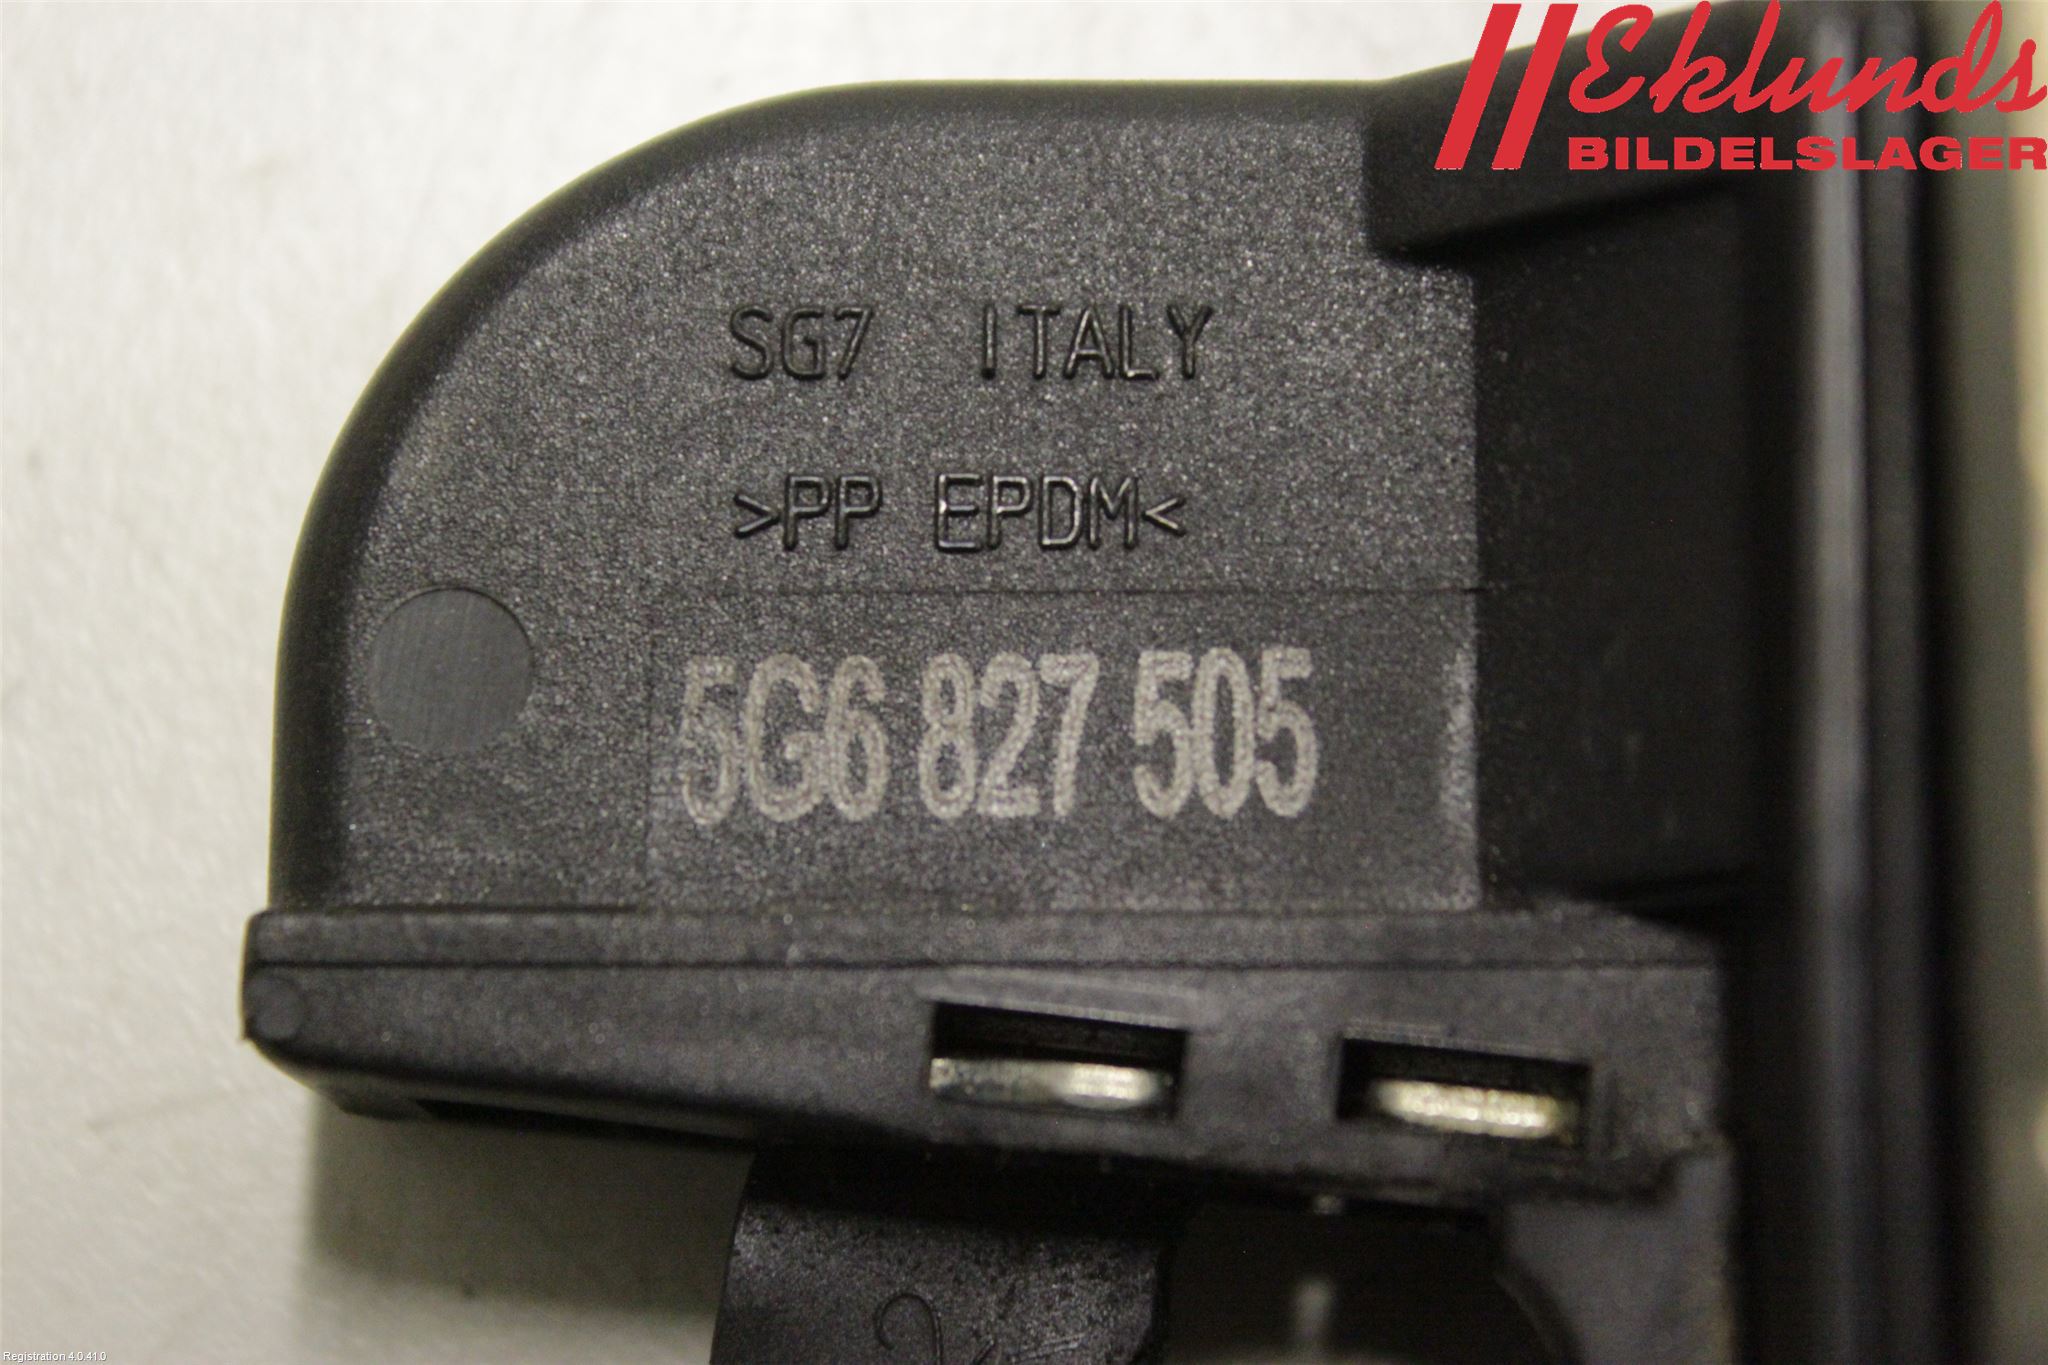 Eklunds
BILDELSLAGER
SG7 ITALY
>PP EPDM<
5G6 827 505
Registration 4.0.41.0